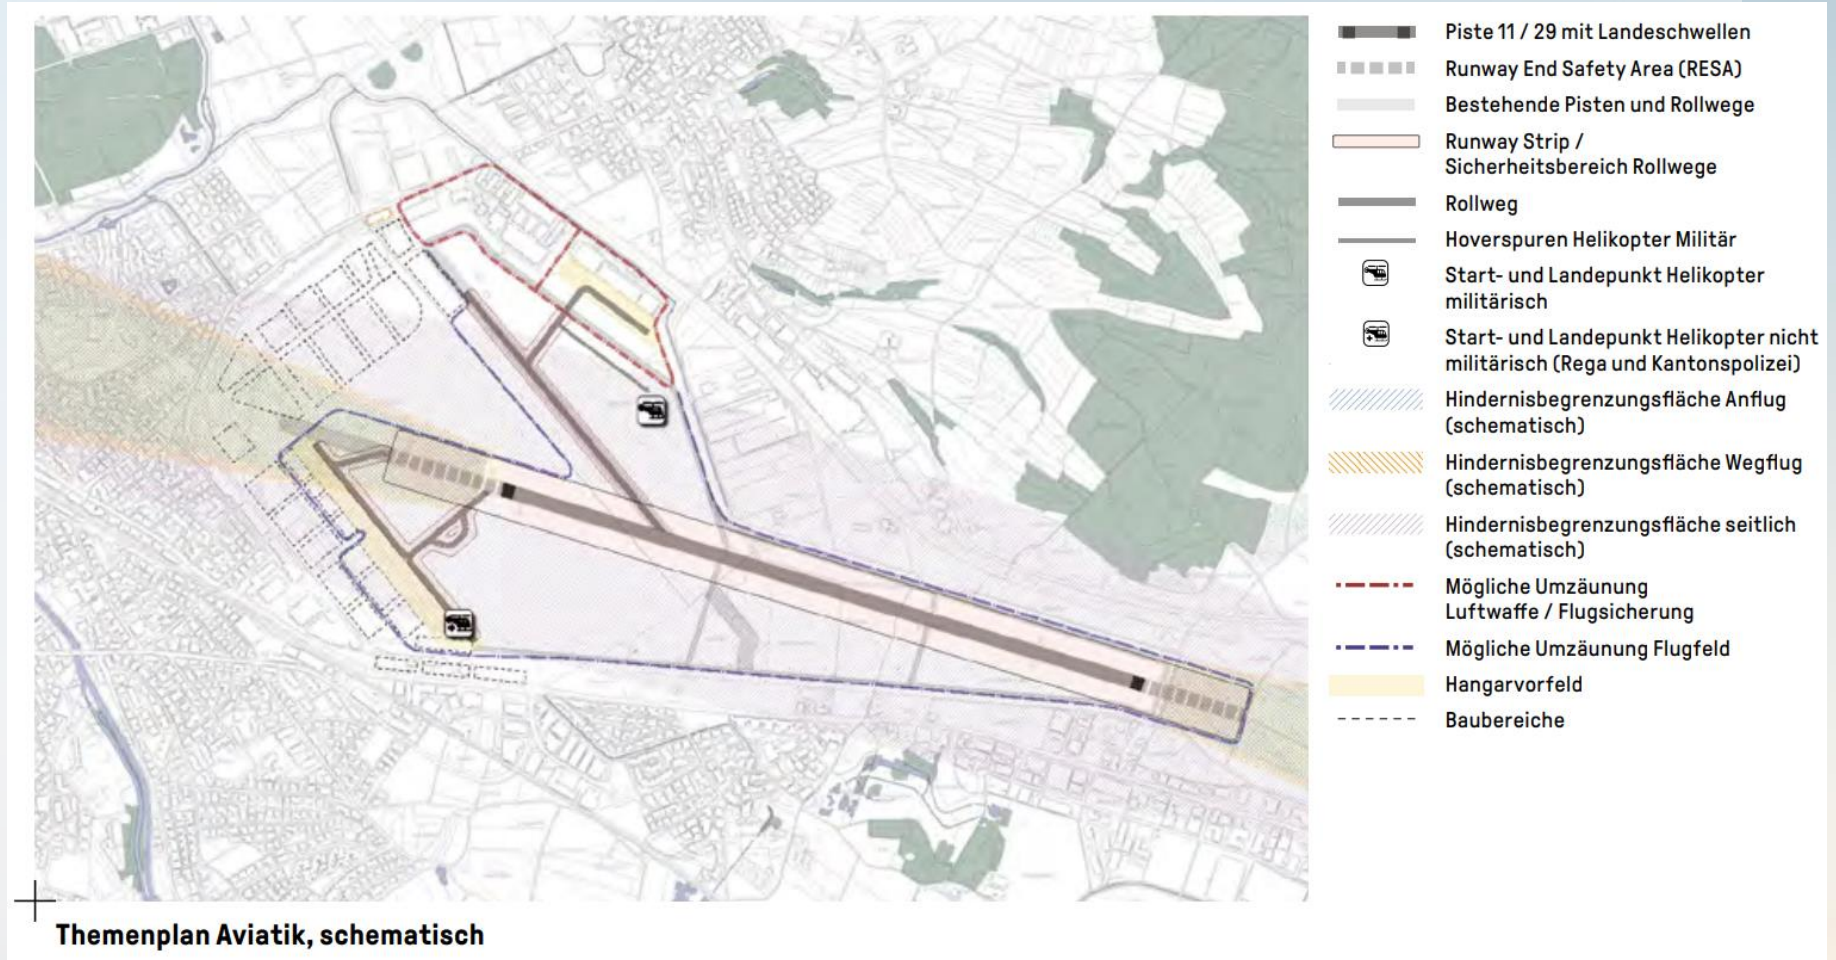 Piste 11 / 29 mit Landeschwellen
Runway End Safety Area (RESA)
Bestehende Pisten und Rollwege
Runway Strip /
Sicherheitsbereich Rollwege
Rollweg
Hoverspuren Helikopter Militär
Start- und Landepunkt Helikopter
militärisch
Start- und Landepunkt Helikopter nicht
militärisch (Rega und Kantonspolizei)
Hindernisbegrenzungsfläche Anflug
(schematisch)
Hindernisbegrenzungsfläche Wegflug
(schematisch)
Hindernisbegrenzungsfläche seitlich
(schematisch)
Mögliche Umzäunung
Luftwaffe / Flugsicherung
Mögliche Umzäunung Flugfeld
Hangarvorfeld
Baubereiche
Themenplan Aviatik, schematisch